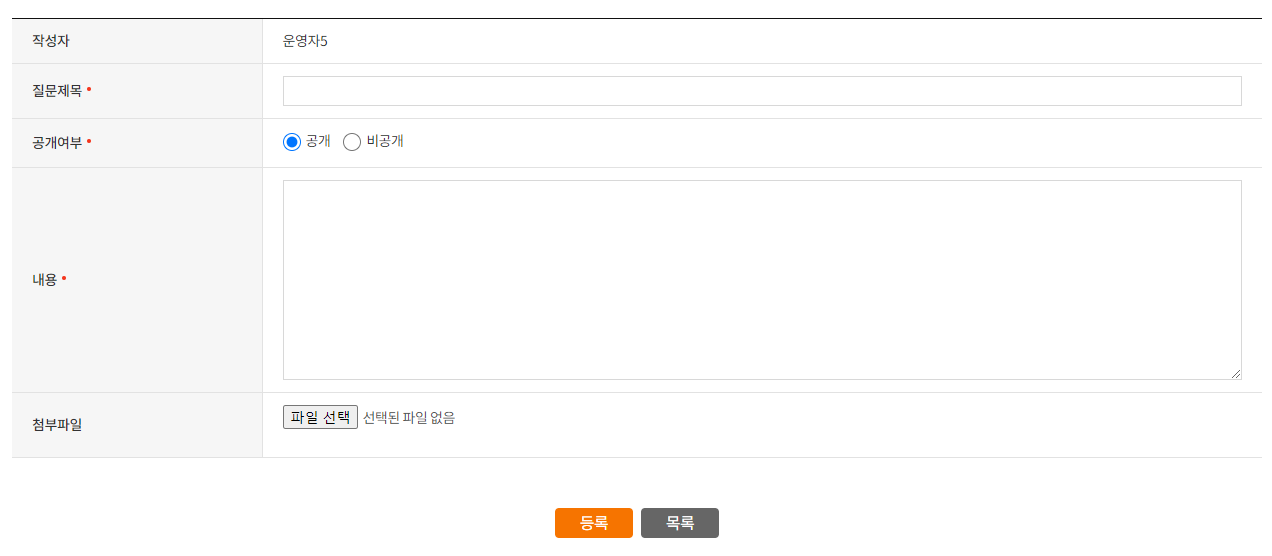 작성자 운영자5
질문제목
공개여부 공개 비공개
내용
첨부파일 파일 선택 선택된 파일 없음
등록 목록